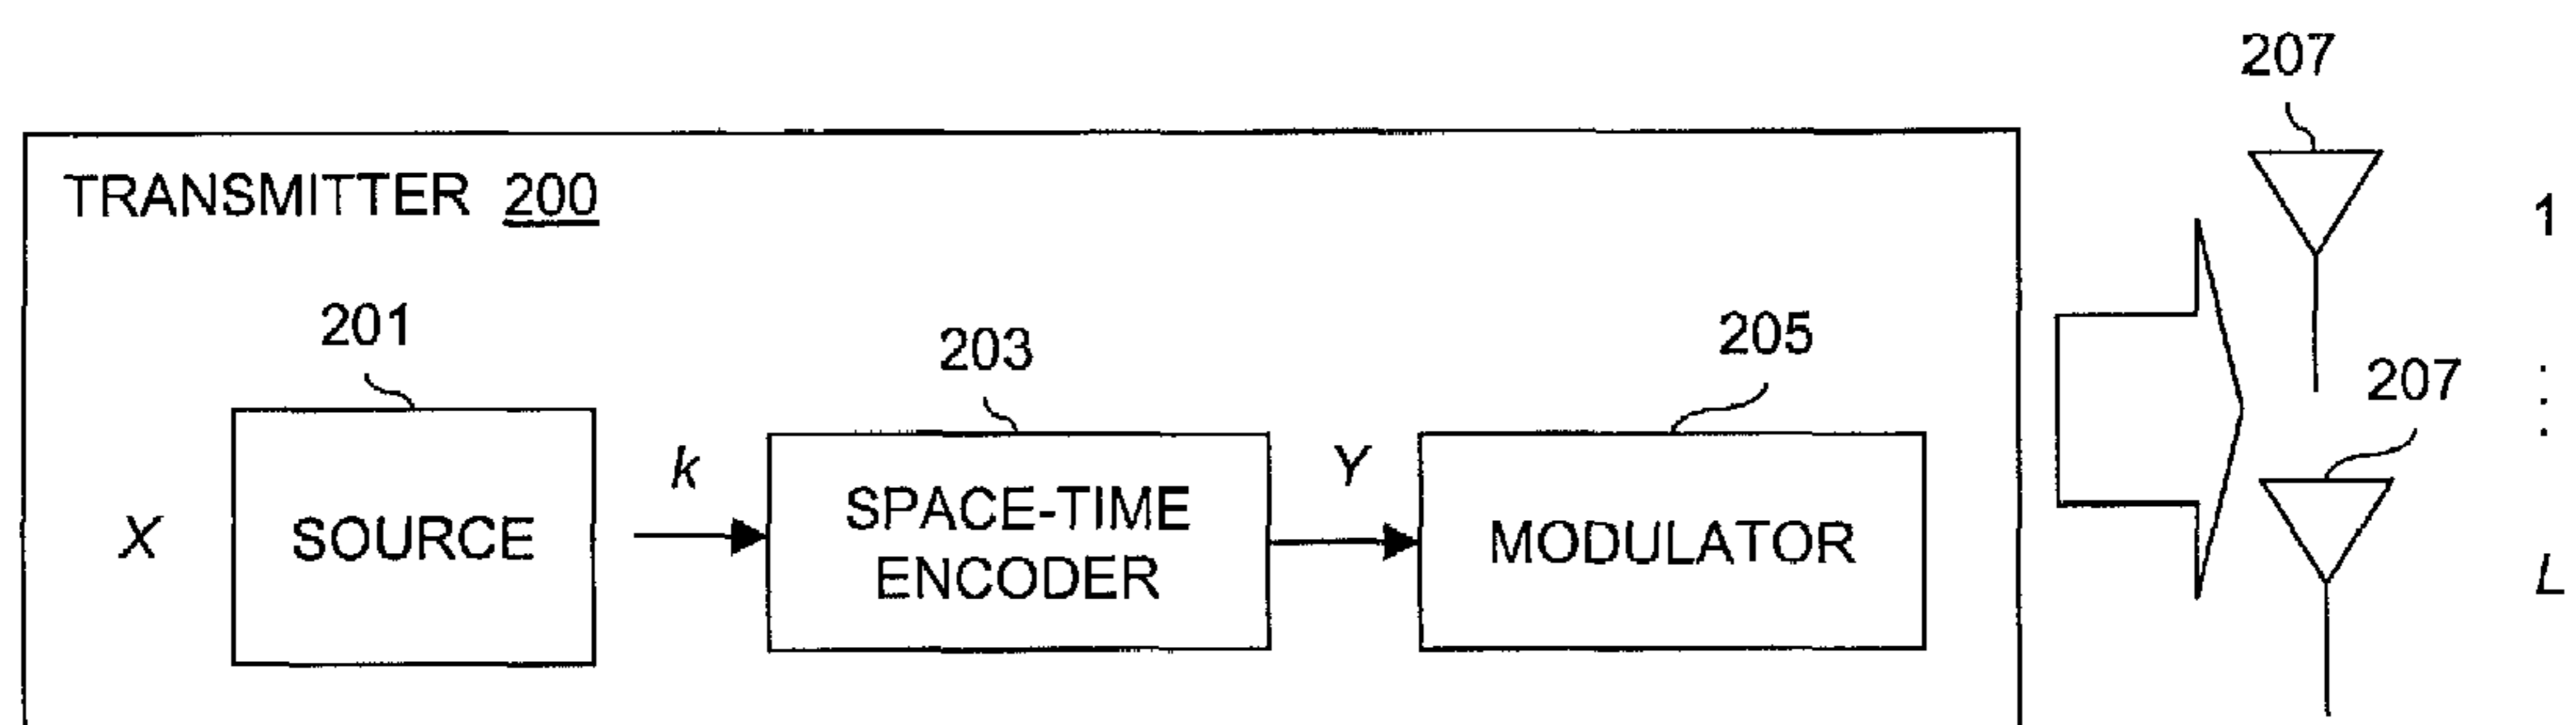 207
TRANSMITTER 200
1
201
203
205
207
k
Y
X
SOURCE
SPACE-TIME
ENCODER
MODULATOR
L